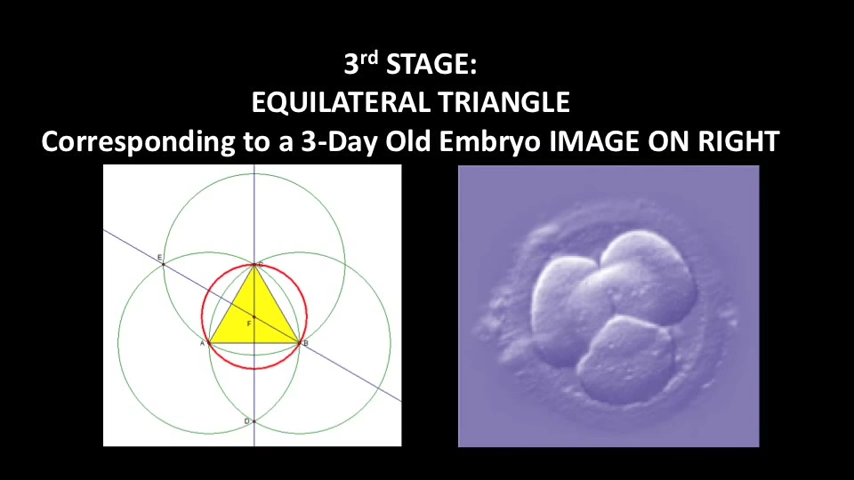 3rd STAGE:
EQUILATERAL TRIANGLE
Corresponding to a 3-Day Old Embryo IMAGE ON RIGHT
E
C
F
A
B
D